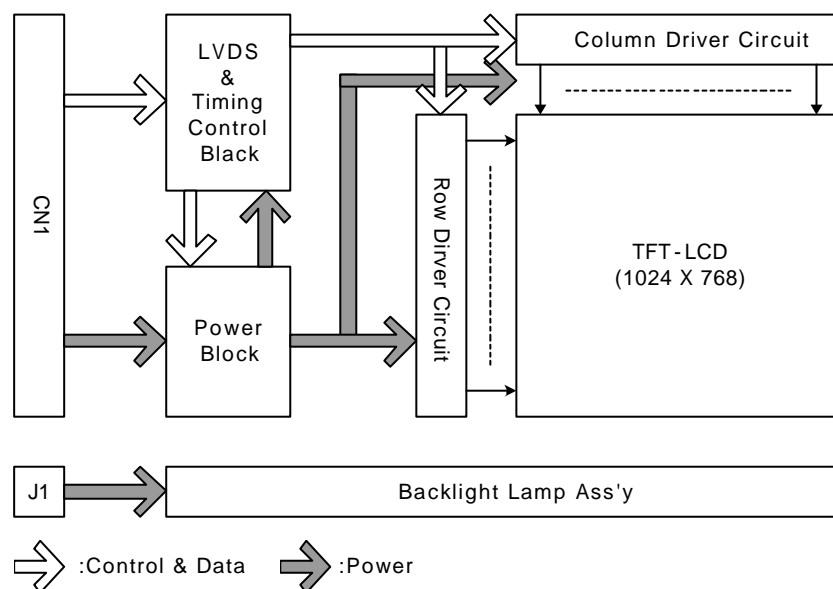 CN1
LVDS
&
Timing
Control
Black
Power
Block
Row Dirver Circuit
Column Driver Circuit
TFT-LCD
(1024 X 768)
J1
Backlight Lamp Ass'y
:Control & Data
:Power